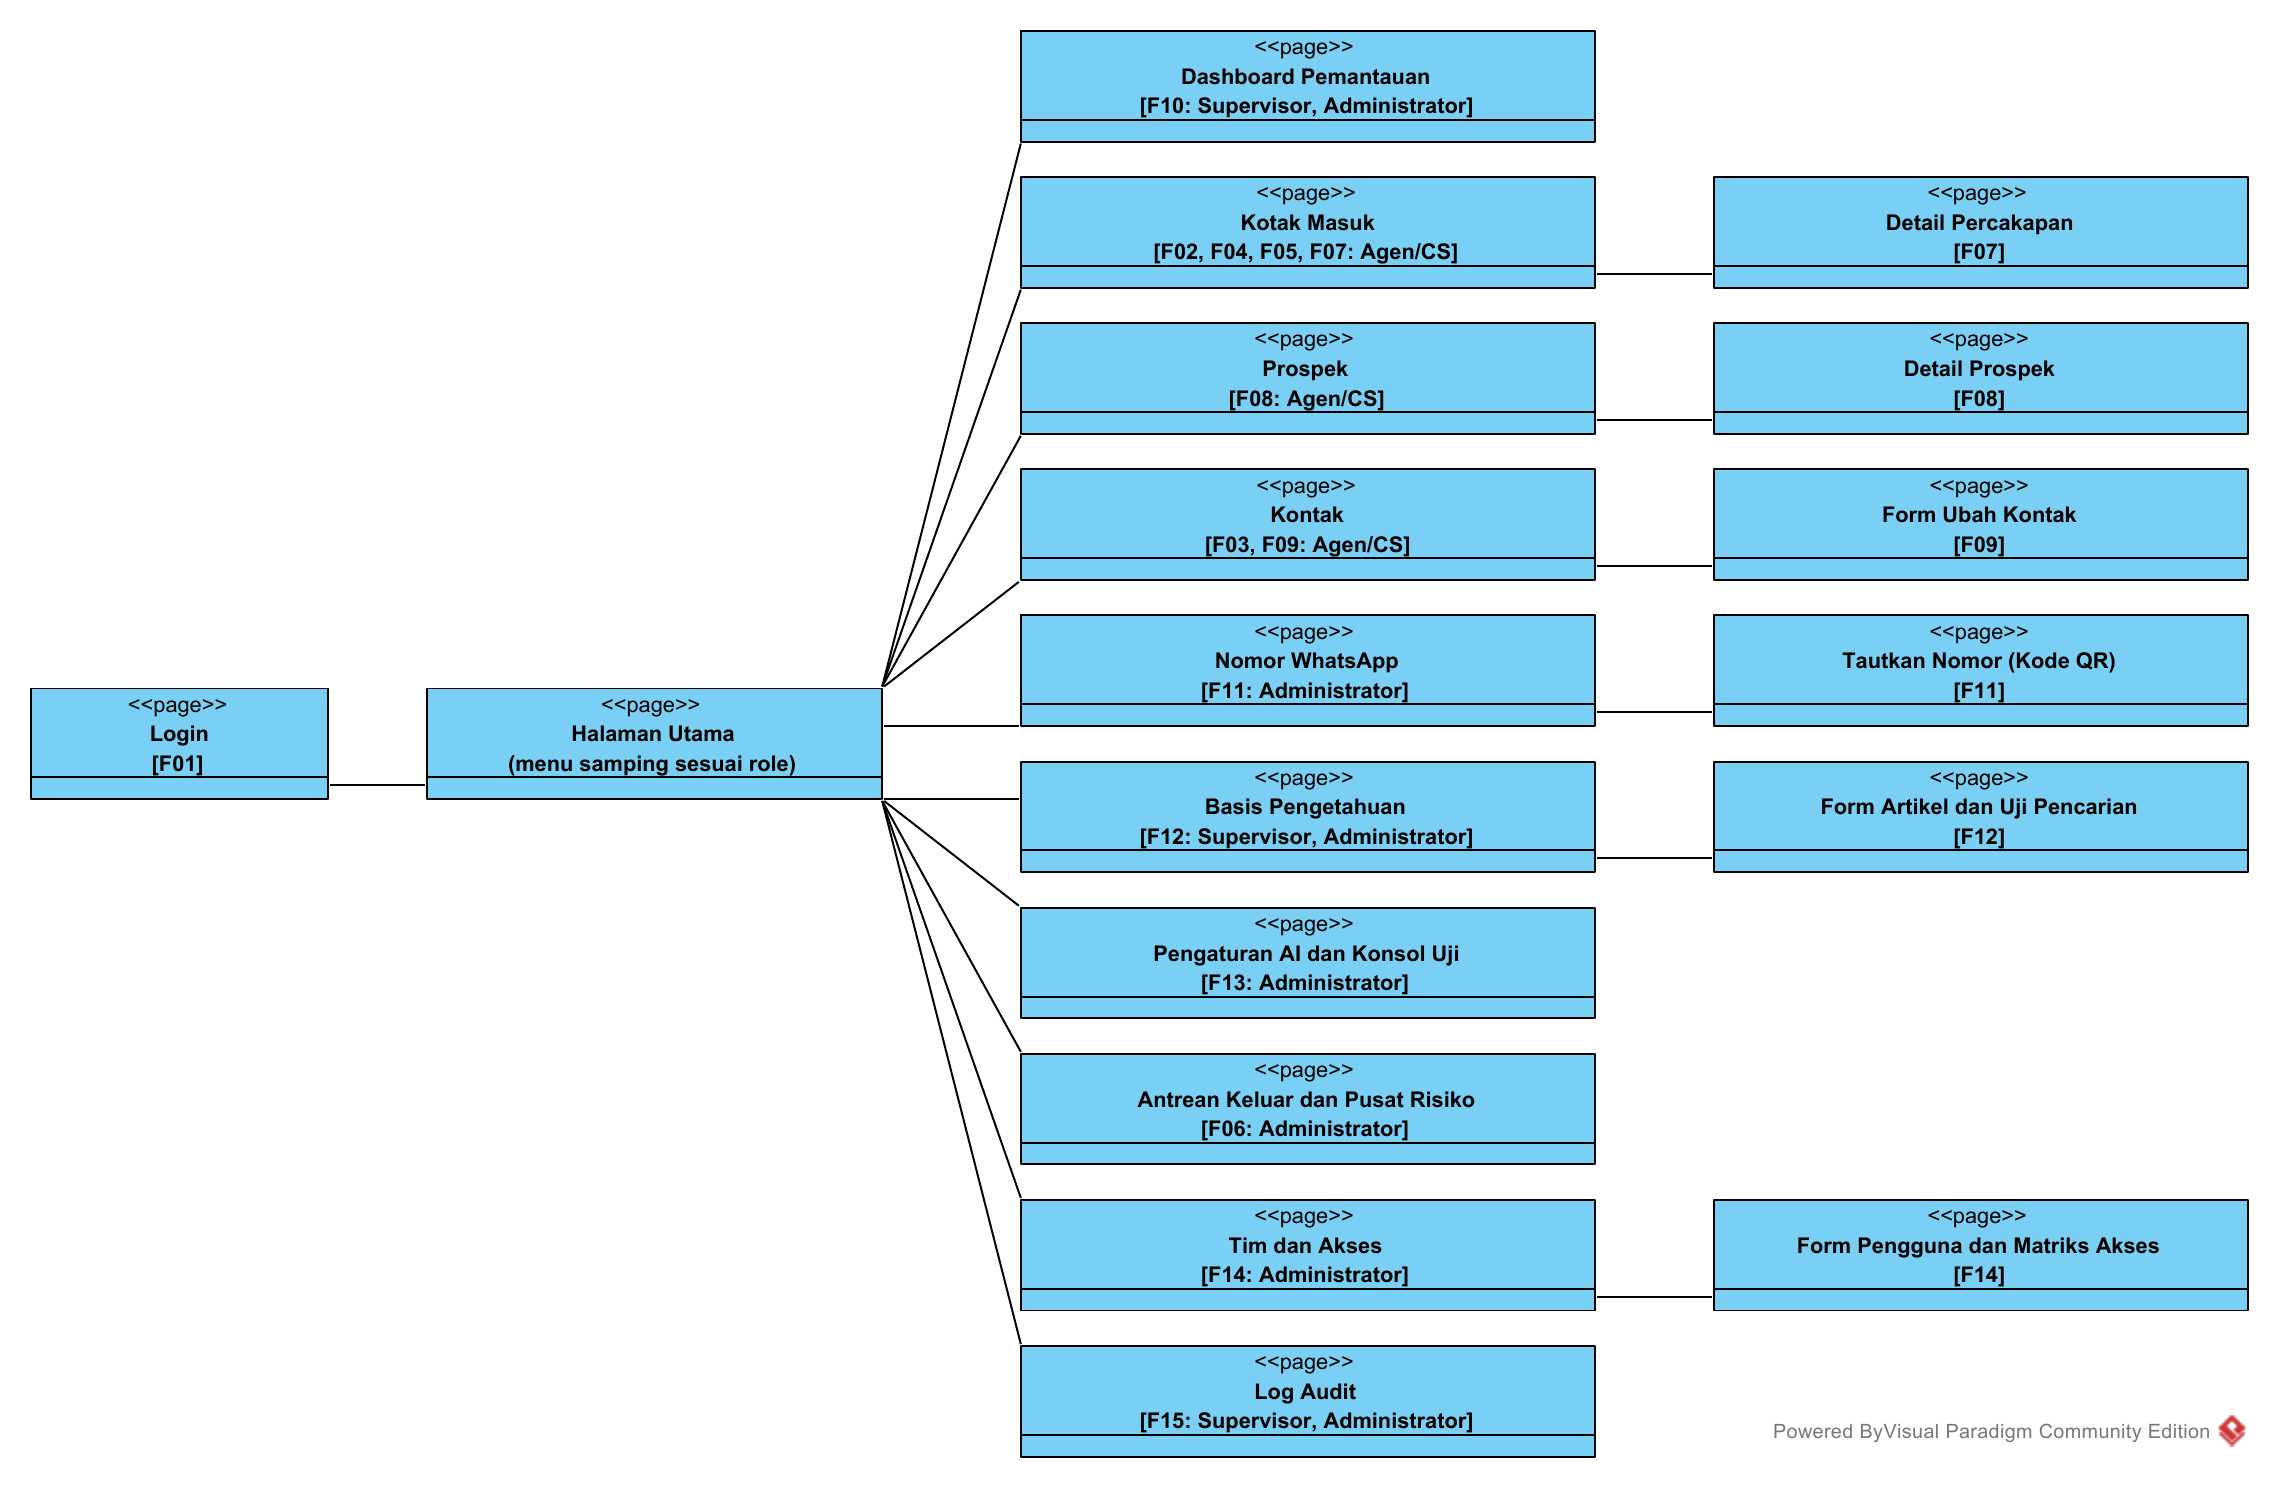 <<page>>
Dashboard Pemantauan
[F10: Supervisor, Administrator]
<<page>>
Kotak Masuk
[F02, F04, F05, F07: Agen/CS]
<<page>>
Detail Percakapan
[F07]
<<page>>
Prospek
[F08: Agen/CS]
<<page>>
Detail Prospek
[F08]
<<page>>
Kontak
[F03, F09: Agen/CS]
<<page>>
Form Ubah Kontak
[F09]
<<page>>
Nomor WhatsApp
[F11: Administrator]
<<page>>
Tautkan Nomor (Kode QR)
[F11]
<<page>>
Login
[F01]
<<page>>
Halaman Utama
(menu samping sesuai role)
<<page>>
Basis Pengetahuan
[F12: Supervisor, Administrator]
<<page>>
Form Artikel dan Uji Pencarian
[F12]
<<page>>
Pengaturan AI dan Konsol Uji
[F13: Administrator]
<<page>>
Antrean Keluar dan Pusat Risiko
[F06: Administrator]
<<page>>
Tim dan Akses
[F14: Administrator]
<<page>>
Form Pengguna dan Matriks Akses
[F14]
<<page>>
Log Audit
[F15: Supervisor, Administrator]
Powered ByVisual Paradigm Community Edition